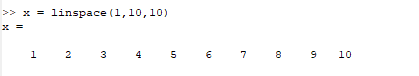 >> x = linspace(1,10,10)
x =
1 2 3 4 5 6 7 8 9 10